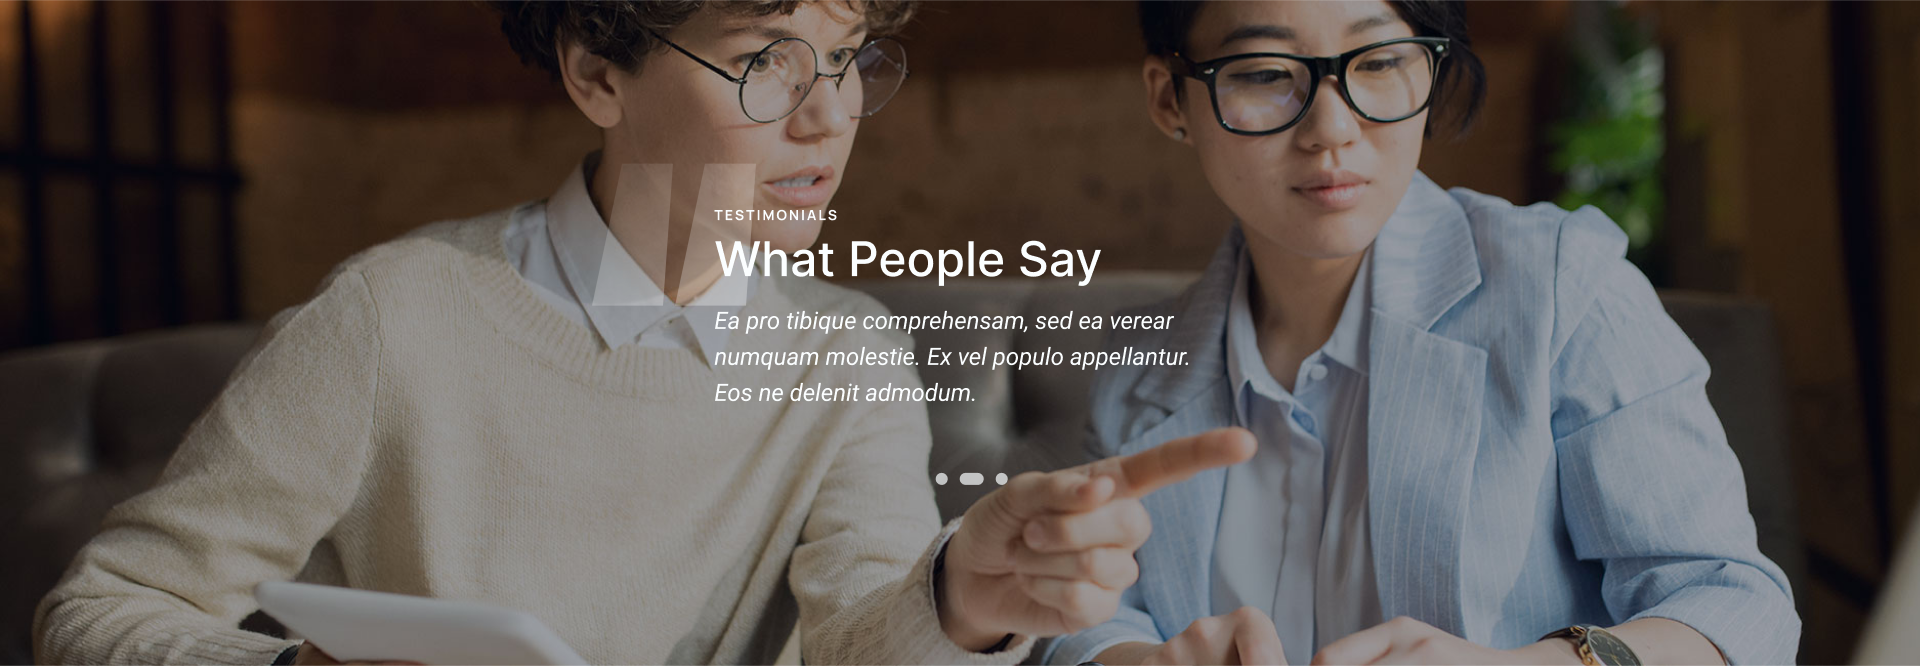 TESTIMONIALS
What People Say
Ea pro tibique comprehensam, sed ea verear
numquam molestie. Ex vel populo appellantur.
Eos ne delenit admodum.